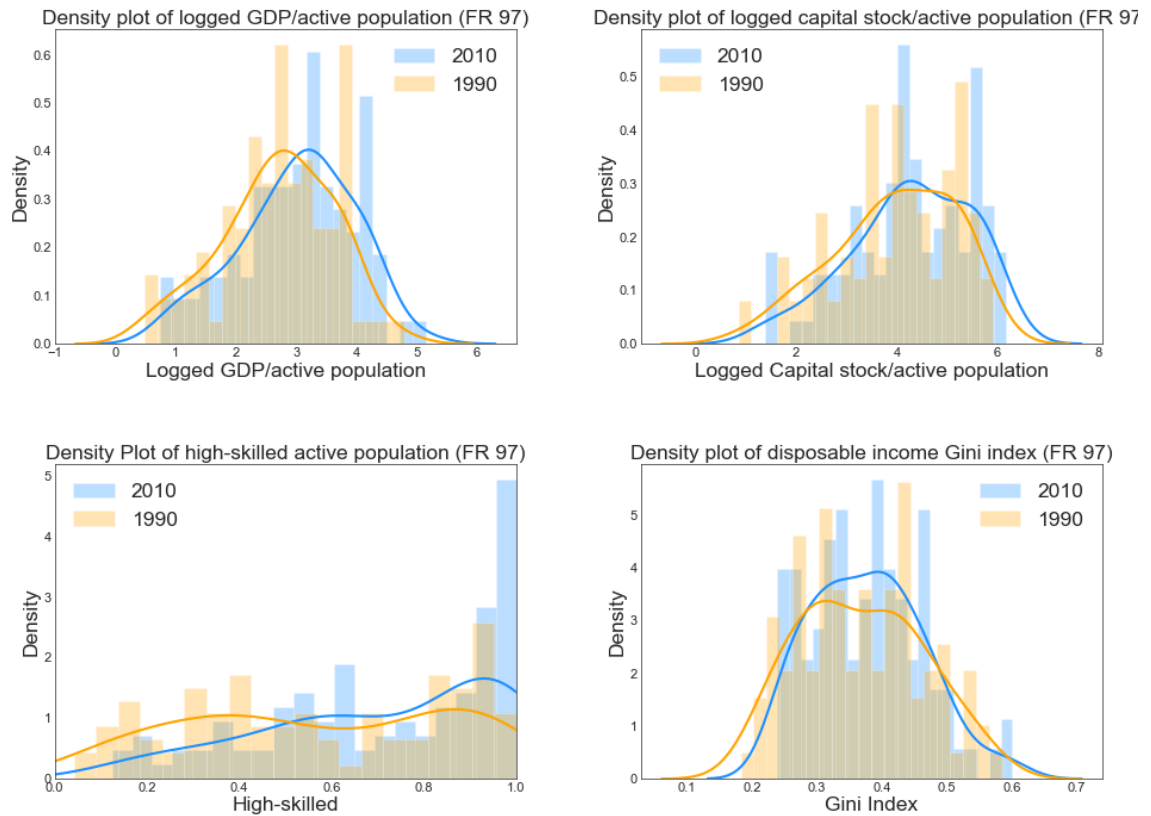 Density plot of logged GDP/active population (FR 97)
0.6
0.5
0.4
0.3
0.2
0.1
0.0
Density
2010
1990
−1 0 1 2 3 4 5 6
Logged GDP/active population
Density plot of logged capital stock/active population (FR 97
0.5
0.4
0.3
0.2
0.1
0.0
Density
2010
1990
0 2 4 6 8
Logged Capital stock/active population
Density Plot of high-skilled active population (FR 97)
5
4
3
2
1
0
Density
2010
1990
0.0 0.2 0.4 0.6 0.8 1.0
High-skilled
Density plot of disposable income Gini index (FR 97)
5
4
3
2
1
0
Density
2010
1990
0.1 0.2 0.3 0.4 0.5 0.6 0.7
Gini Index